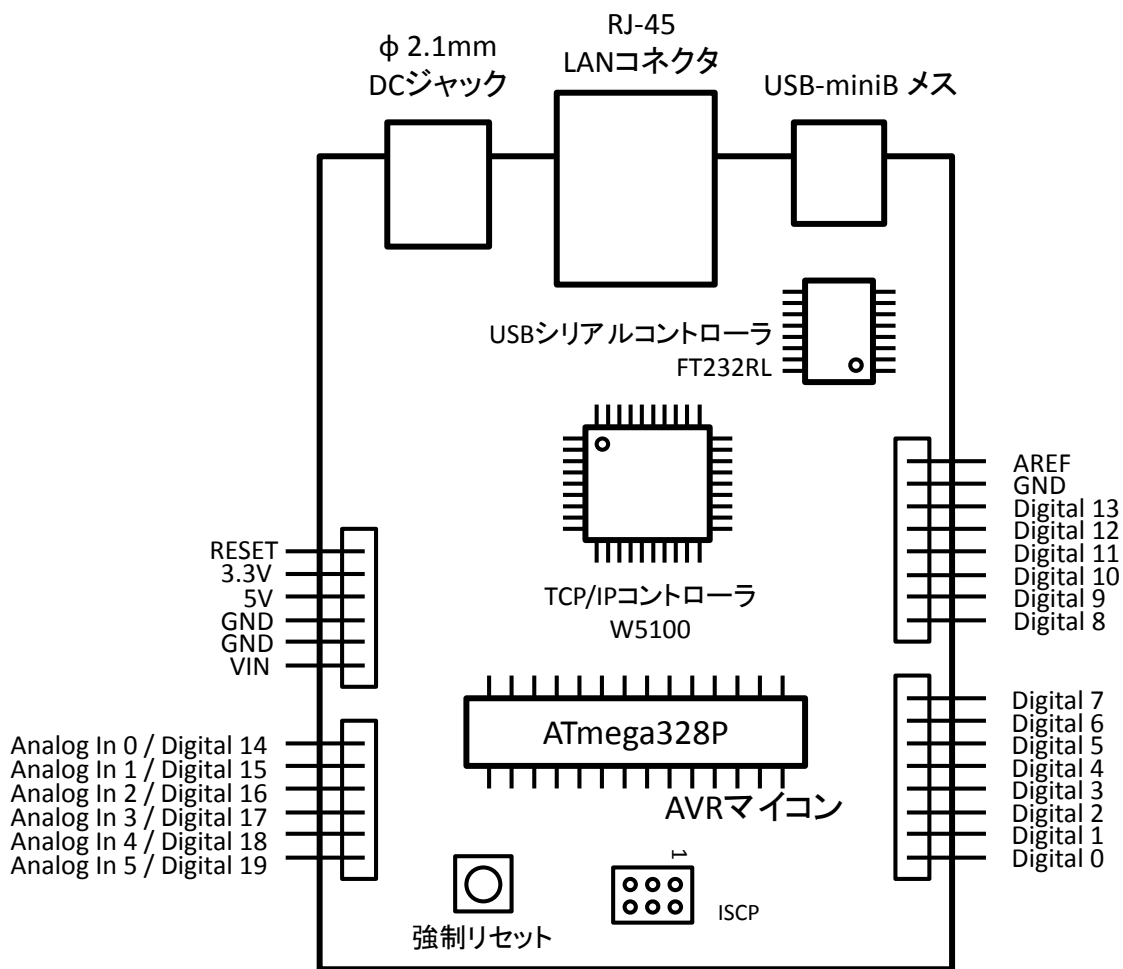 RJ-45
LANコネクタ
φ 2.1mm
DCジャック
USB-miniB メス
USBシリアルコントローラ
FT232RL
TCP/IPコントローラ
W5100
RESET
3.3V
5V
GND
GND
VIN
AREF
GND
Digital 13
Digital 12
Digital 11
Digital 10
Digital 9
Digital 8
ATmega328P
AVRマイコン
Analog In 0 / Digital 14
Analog In 1 / Digital 15
Analog In 2 / Digital 16
Analog In 3 / Digital 17
Analog In 4 / Digital 18
Analog In 5 / Digital 19
Digital 7
Digital 6
Digital 5
Digital 4
Digital 3
Digital 2
Digital 1
Digital 0
強制リセット
1
ISCP